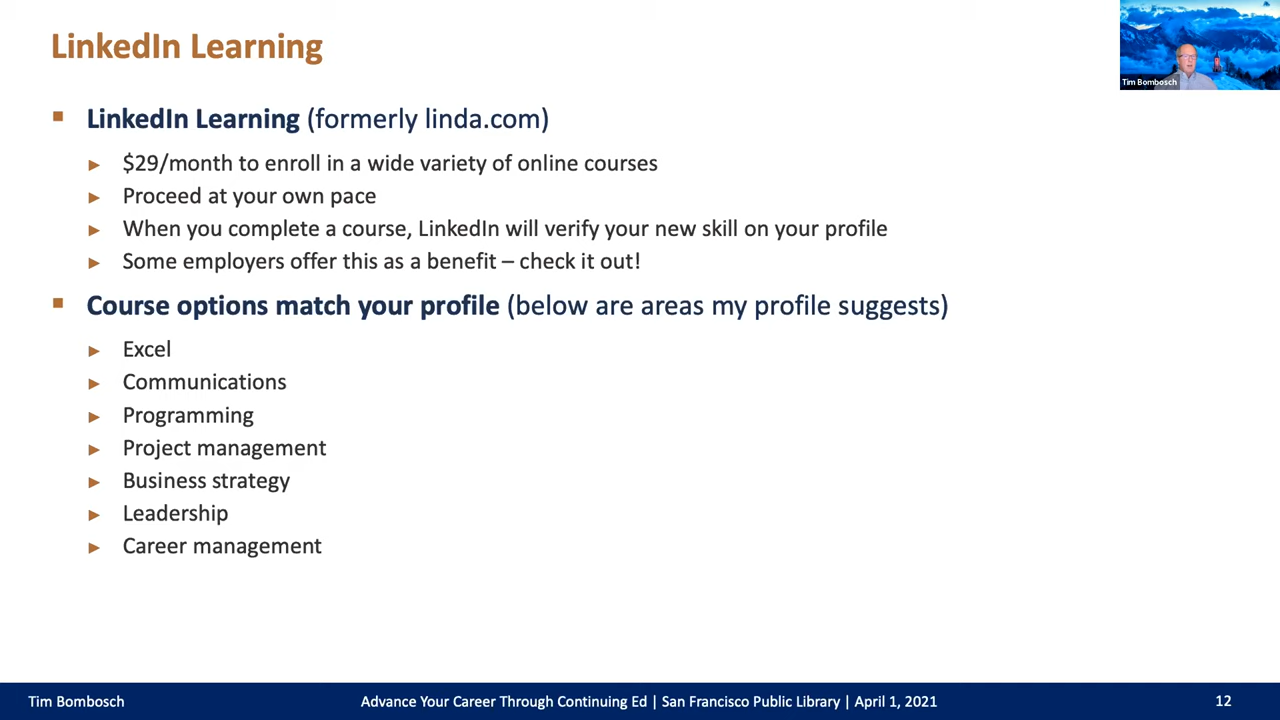 LinkedIn Learning
Tim Bombosch
LinkedIn Learning (formerly linda.com)
$29/month to enroll in a wide variety of online courses
Proceed at your own pace
When you complete a course, LinkedIn will verify your new skill on your profile
Some employers offer this as a benefit – check it out!
Course options match your profile (below are areas my profile suggests)
Excel
Communications
Programming
Project management
Business strategy
Leadership
Career management
Tim Bombosch
Advance Your Career Through Continuing Ed | San Francisco Public Library | April 1, 2021
12